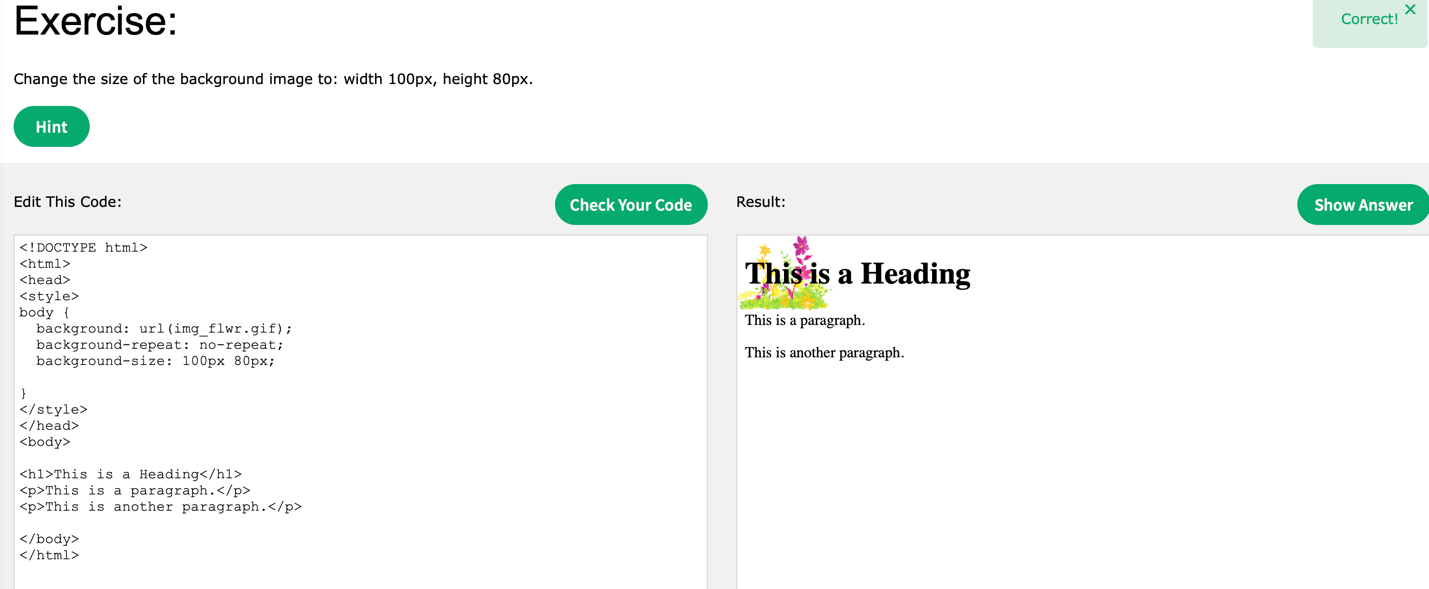 Exercise:
Correct! ×
Change the size of the background image to: width 100px, height 80px.
Hint
Edit This Code:
Check Your Code
<!DOCTYPE html>
<html>
<head>
<style>
body {
  background: url(img_flwr.gif);
  background-repeat: no-repeat;
  background-size: 100px 80px;
}
</style>
</head>
<body>
<h1>This is a Heading</h1>
<p>This is a paragraph.</p>
<p>This is another paragraph.</p>
</body>
</html>
Result:
Show Answer
This is a Heading
This is a paragraph.
This is another paragraph.